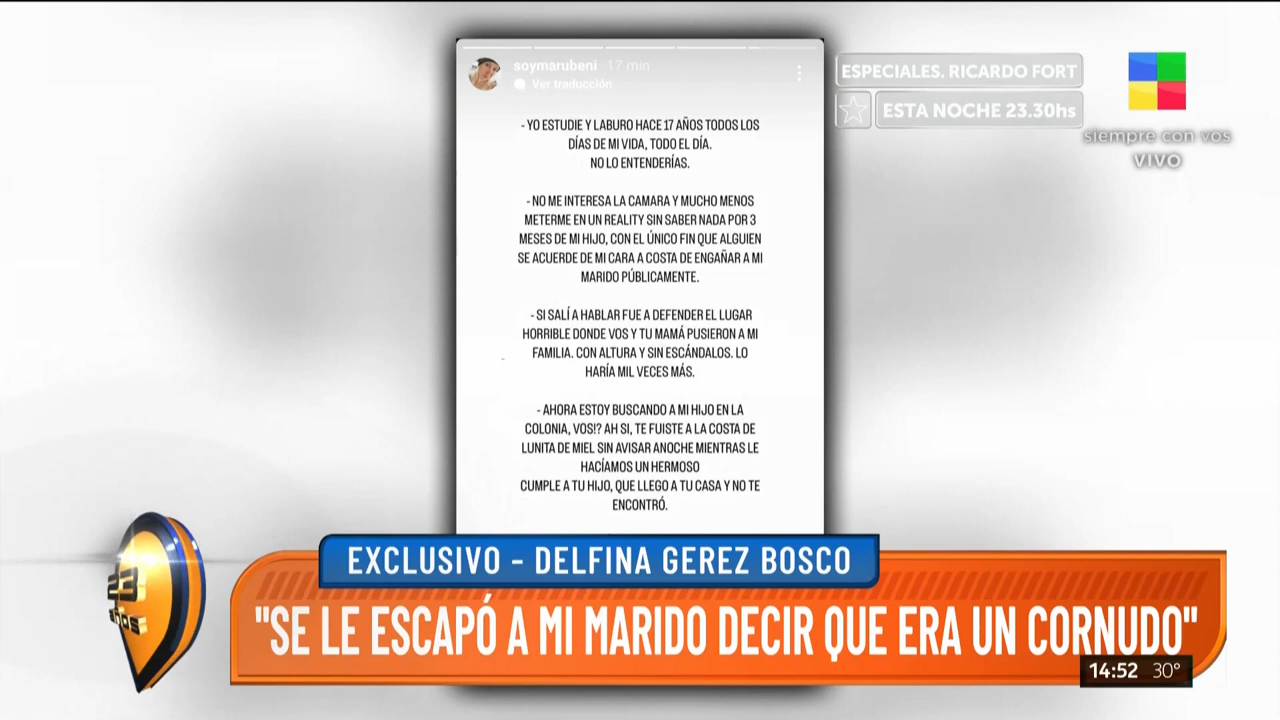 soymarubeni 17 min
Ver traducción
- YO ESTUDIE Y LABURO HACE 17 AÑOS TODOS LOS
DÍAS DE MI VIDA, TODO EL DÍA.
NO LO ENTENDERÍAS.
- NO ME INTERESA LA CAMARA Y MUCHO MENOS
METERME EN UN REALITY SIN SABER NADA POR 3
MESES DE MI HIJO, CON EL ÚNICO FIN QUE ALGUIEN
SE ACUERDE DE MI CARA A COSTA DE ENGAÑAR A MI
MARIDO PÚBLICAMENTE.
- SI SALÍ A HABLAR FUE A DEFENDER EL LUGAR
HORRIBLE DONDE VOS Y TU MAMÁ PUSIERON A MI
FAMILIA. CON ALTURA Y SIN ESCÁNDALOS. LO
HARÍA MIL VECES MÁS.
- AHORA ESTOY BUSCANDO A MI HIJO EN LA
COLONIA, VOS!? AH SI, TE FUISTE A LA COSTA DE
LUNITA DE MIEL SIN AVISAR ANOCHE MIENTRAS LE
HACÍAMOS UN HERMOSO
CUMPLE A TU HIJO, QUE LLEGO A TU CASA Y NO TE
ENCONTRÓ.
ESPECIALES. RICARDO FORT
ESTA NOCHE 23.30hs
siempre con vos
VIVO
23
años
EXCLUSIVO - DELFINA GEREZ BOSCO
"SE LE ESCAPÓ A MI MARIDO DECIR QUE ERA UN CORNUDO"
14:52 30°